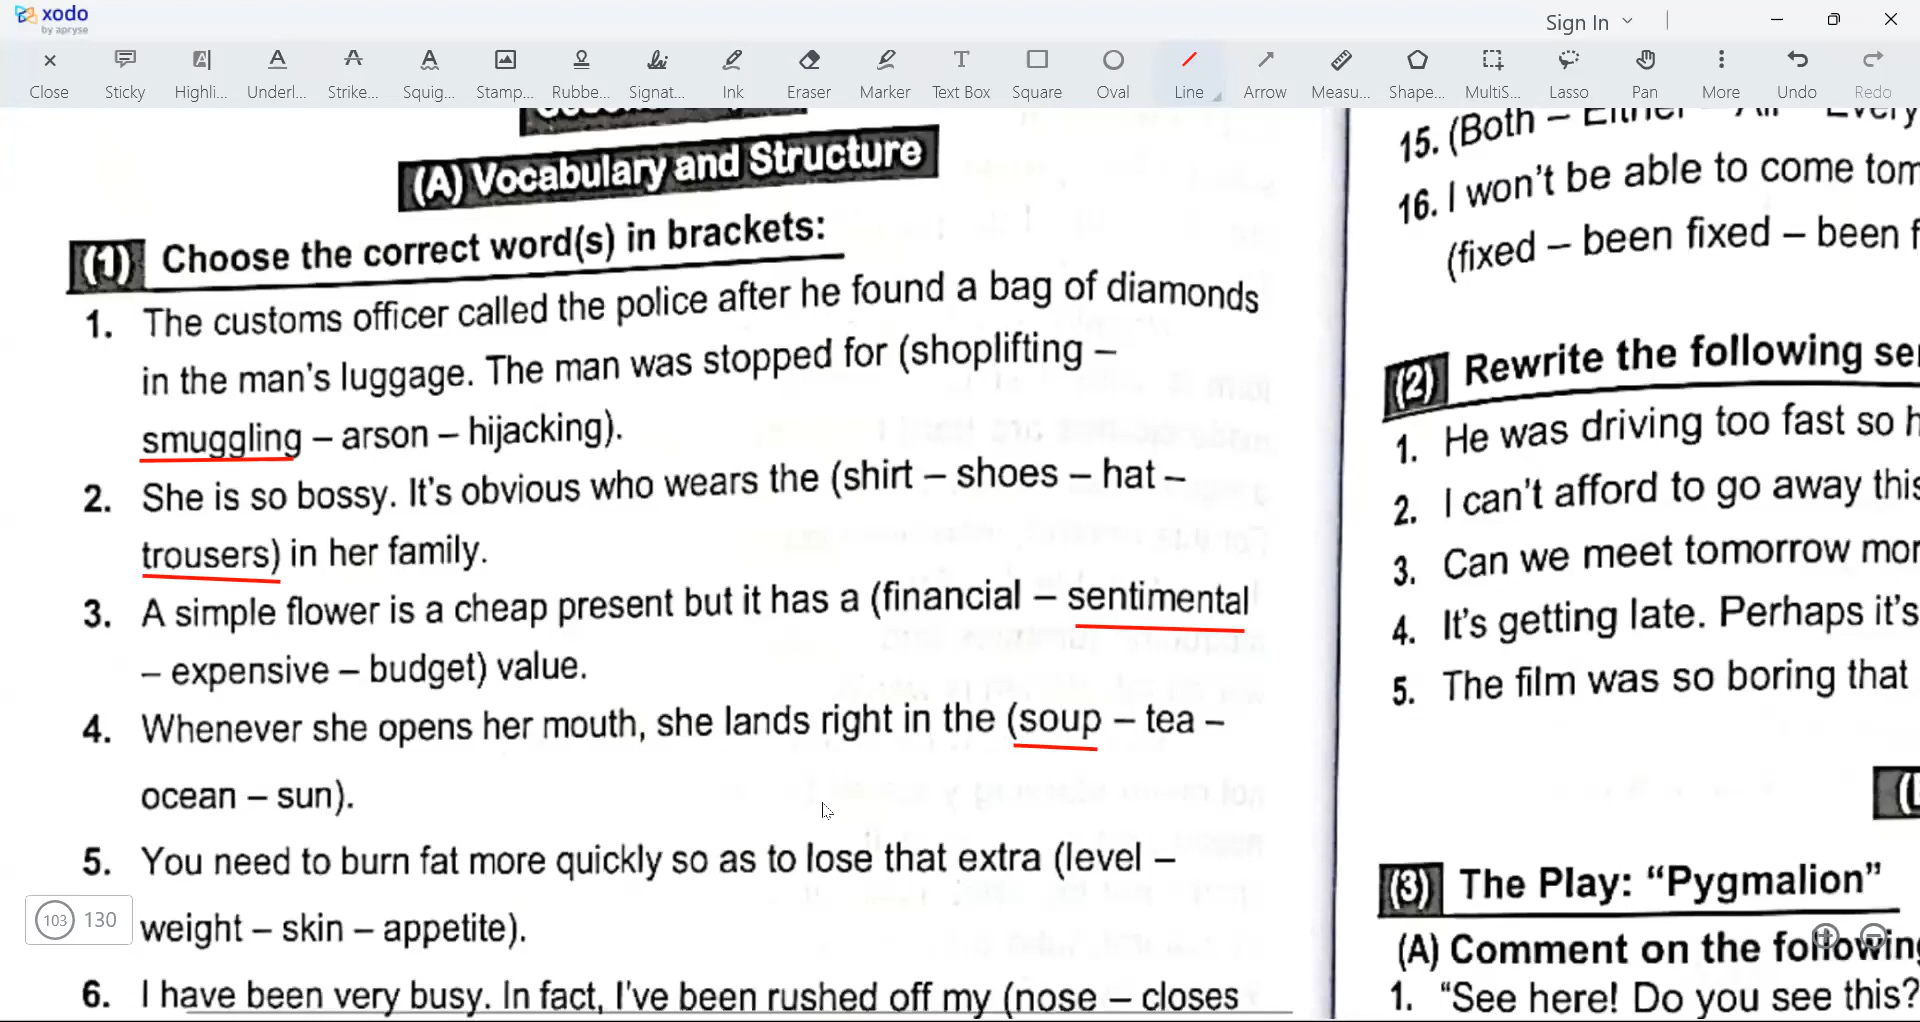 xodo
by apryse
Sign In
Close
Sticky
Highli...
Underl...
Strike...
Squig...
Stamp...
Rubbe...
Signat...
Ink
Eraser
Marker
Text Box
Square
Oval
Line
Arrow
Measu...
Shape...
MultiS...
Lasso
Pan
More
Undo
Redo
(A) Vocabulary and Structure
(1) Choose the correct word(s) in brackets:
1. The customs officer called the police after he found a bag of diamonds
in the man's luggage. The man was stopped for (shoplifting –
smuggling – arson – hijacking).
2. She is so bossy. It's obvious who wears the (shirt – shoes – hat –
trousers) in her family.
3. A simple flower is a cheap present but it has a (financial – sentimental
– expensive – budget) value.
4. Whenever she opens her mouth, she lands right in the (soup – tea –
ocean – sun).
5. You need to burn fat more quickly so as to lose that extra (level –
weight – skin – appetite).
6. I have been very busy. In fact, I've been rushed off my (nose – closes
103 130
15. (Both – Either – All – Every
16. I won't be able to come tom
(fixed – been fixed – been f
(2) Rewrite the following se
1. He was driving too fast so h
2. I can't afford to go away this
3. Can we meet tomorrow mor
4. It's getting late. Perhaps it's
5. The film was so boring that
(3) The Play: “Pygmalion”
(A) Comment on the following
1. “See here! Do you see this?